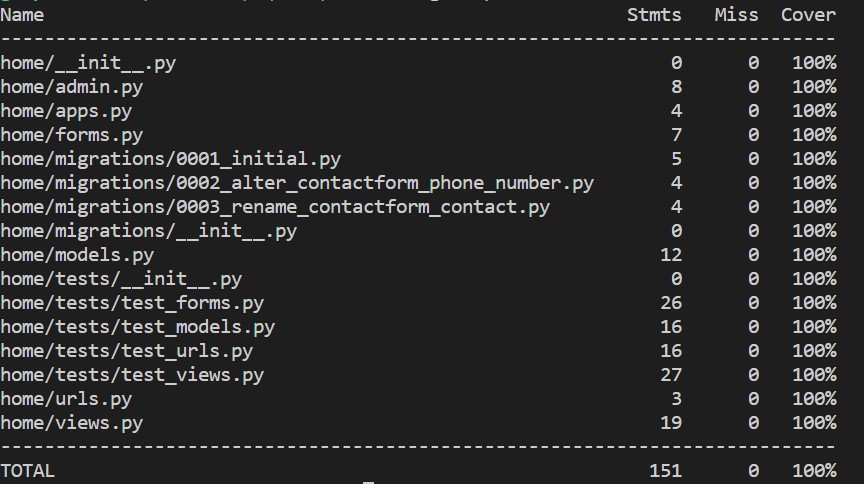 Name Stmts Miss Cover
----------------------------------------------------------------------------
home/__init__.py 0 0 100%
home/admin.py 8 0 100%
home/apps.py 4 0 100%
home/forms.py 7 0 100%
home/migrations/0001_initial.py 5 0 100%
home/migrations/0002_alter_contactform_phone_number.py 4 0 100%
home/migrations/0003_rename_contactform_contact.py 4 0 100%
home/migrations/__init__.py 0 0 100%
home/models.py 12 0 100%
home/tests/__init__.py 0 0 100%
home/tests/test_forms.py 26 0 100%
home/tests/test_models.py 16 0 100%
home/tests/test_urls.py 16 0 100%
home/tests/test_views.py 27 0 100%
home/urls.py 3 0 100%
home/views.py 19 0 100%
----------------------------------------------------------------------------
TOTAL 151 0 100%